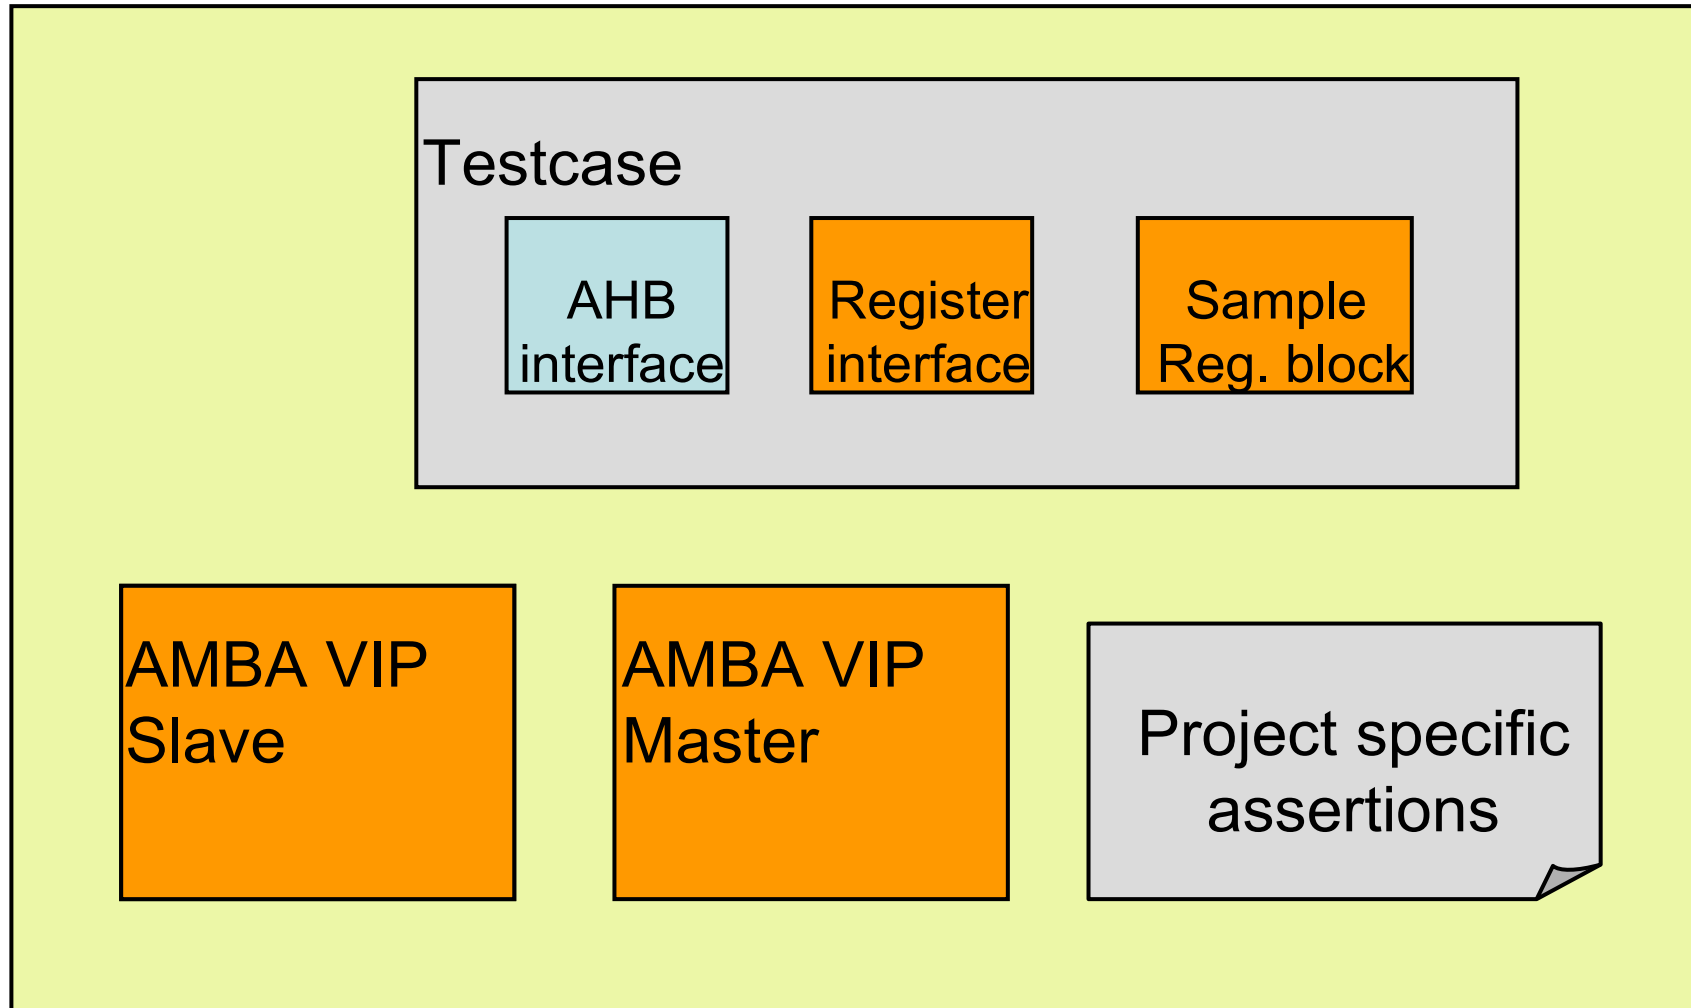 Testcase
AHB
interface
Register
interface
Sample
Reg. block
AMBA VIP
Slave
AMBA VIP
Master
Project specific
assertions